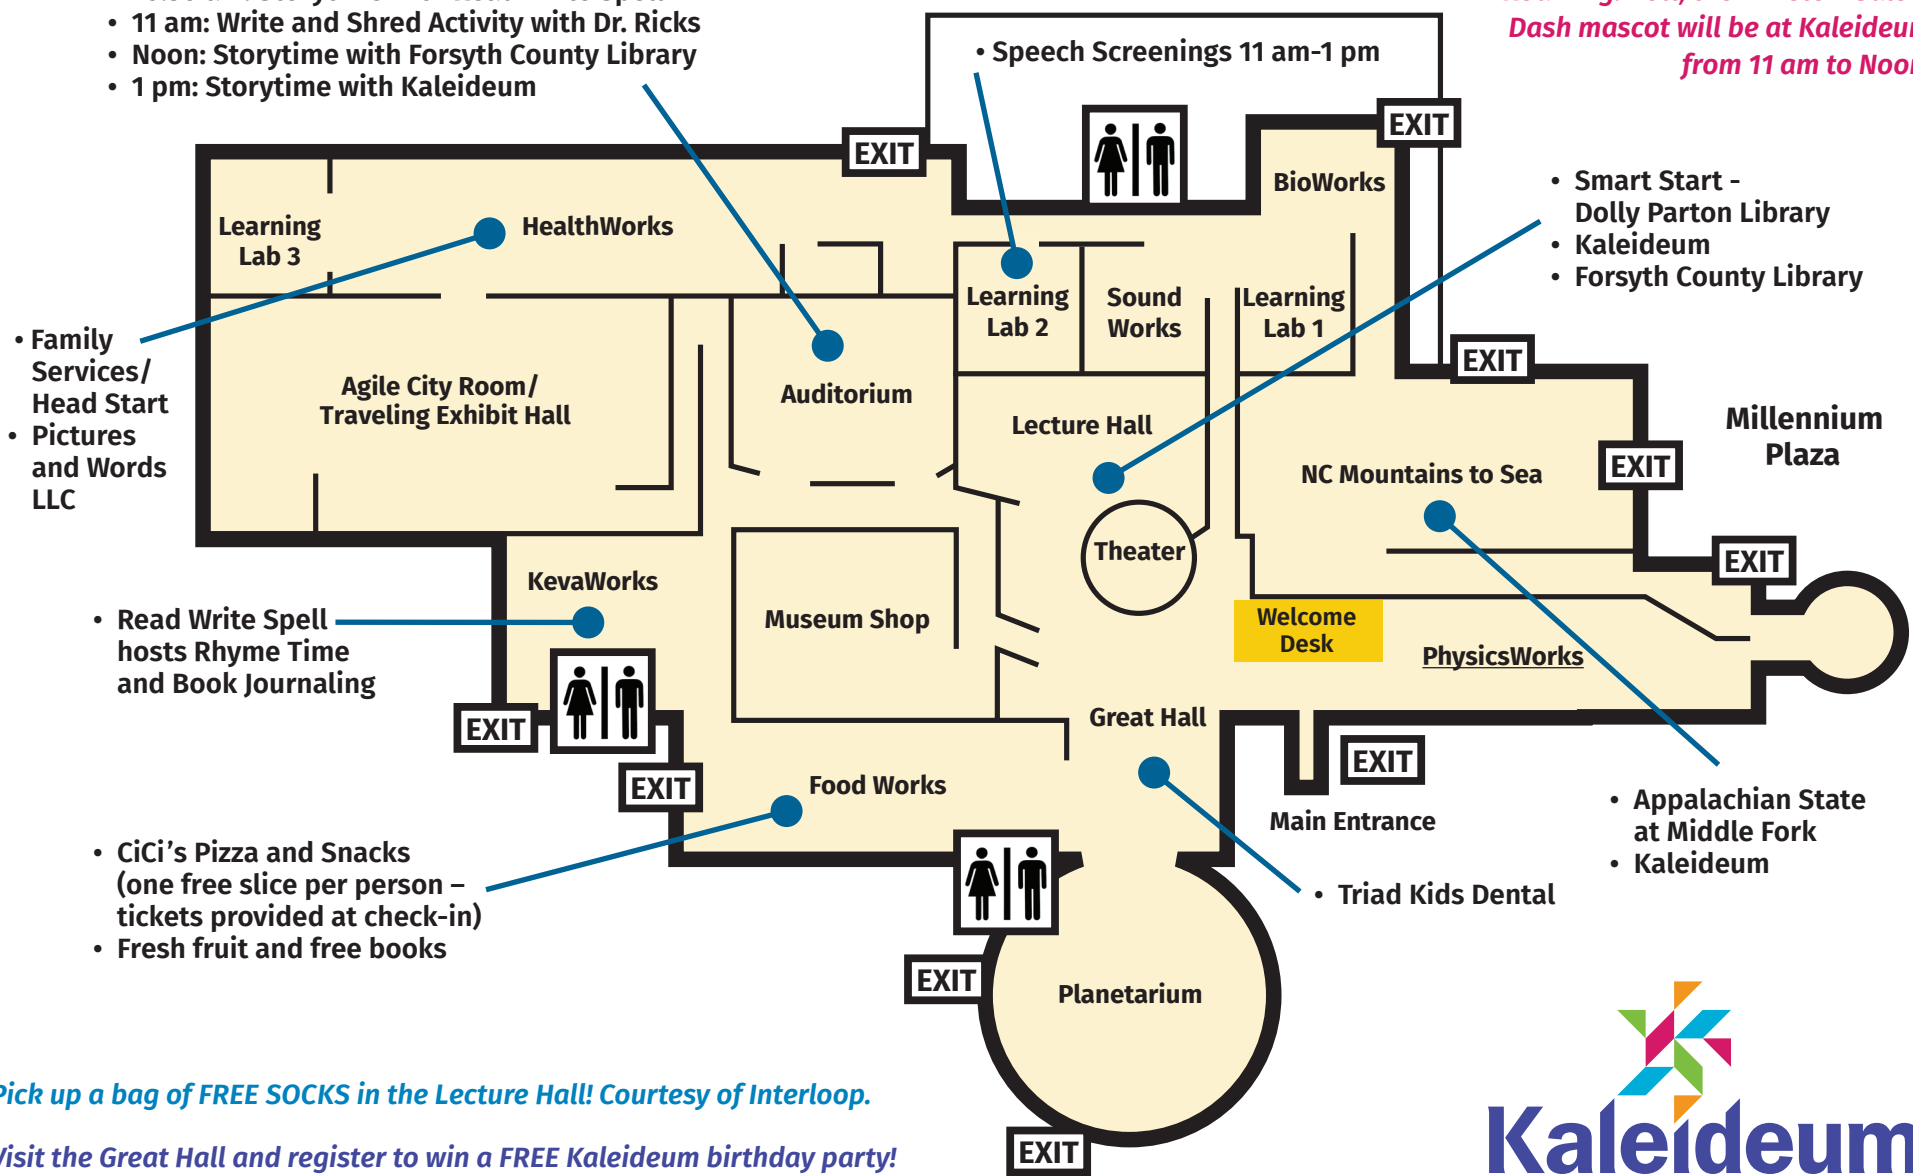 • 11 am: Write and Shred Activity with Dr. Ricks
• Noon: Storytime with Forsyth County Library
• 1 pm: Storytime with Kaleideum
• Speech Screenings 11 am-1 pm
Dash mascot will be at Kaleideum
from 11 am to Noon
EXIT
EXIT
BioWorks
• Smart Start -
Dolly Parton Library
• Kaleideum
• Forsyth County Library
Learning
Lab 3
HealthWorks
Learning
Lab 2
Sound
Works
Learning
Lab 1
• Family
Services/
Head Start
• Pictures
and Words
LLC
EXIT
Agile City Room/
Traveling Exhibit Hall
Auditorium
Lecture Hall
Millennium
Plaza
NC Mountains to Sea
EXIT
Theater
EXIT
KevaWorks
• Read Write Spell
hosts Rhyme Time
and Book Journaling
Museum Shop
Welcome
Desk
PhysicsWorks
EXIT
Great Hall
EXIT
EXIT
Food Works
Main Entrance
• Appalachian State
at Middle Fork
• Kaleideum
• CiCi's Pizza and Snacks
(one free slice per person –
tickets provided at check-in)
• Fresh fruit and free books
• Triad Kids Dental
EXIT
Planetarium
Pick up a bag of FREE SOCKS in the Lecture Hall! Courtesy of Interloop.
Visit the Great Hall and register to win a FREE Kaleideum birthday party!
EXIT
Kaleideum